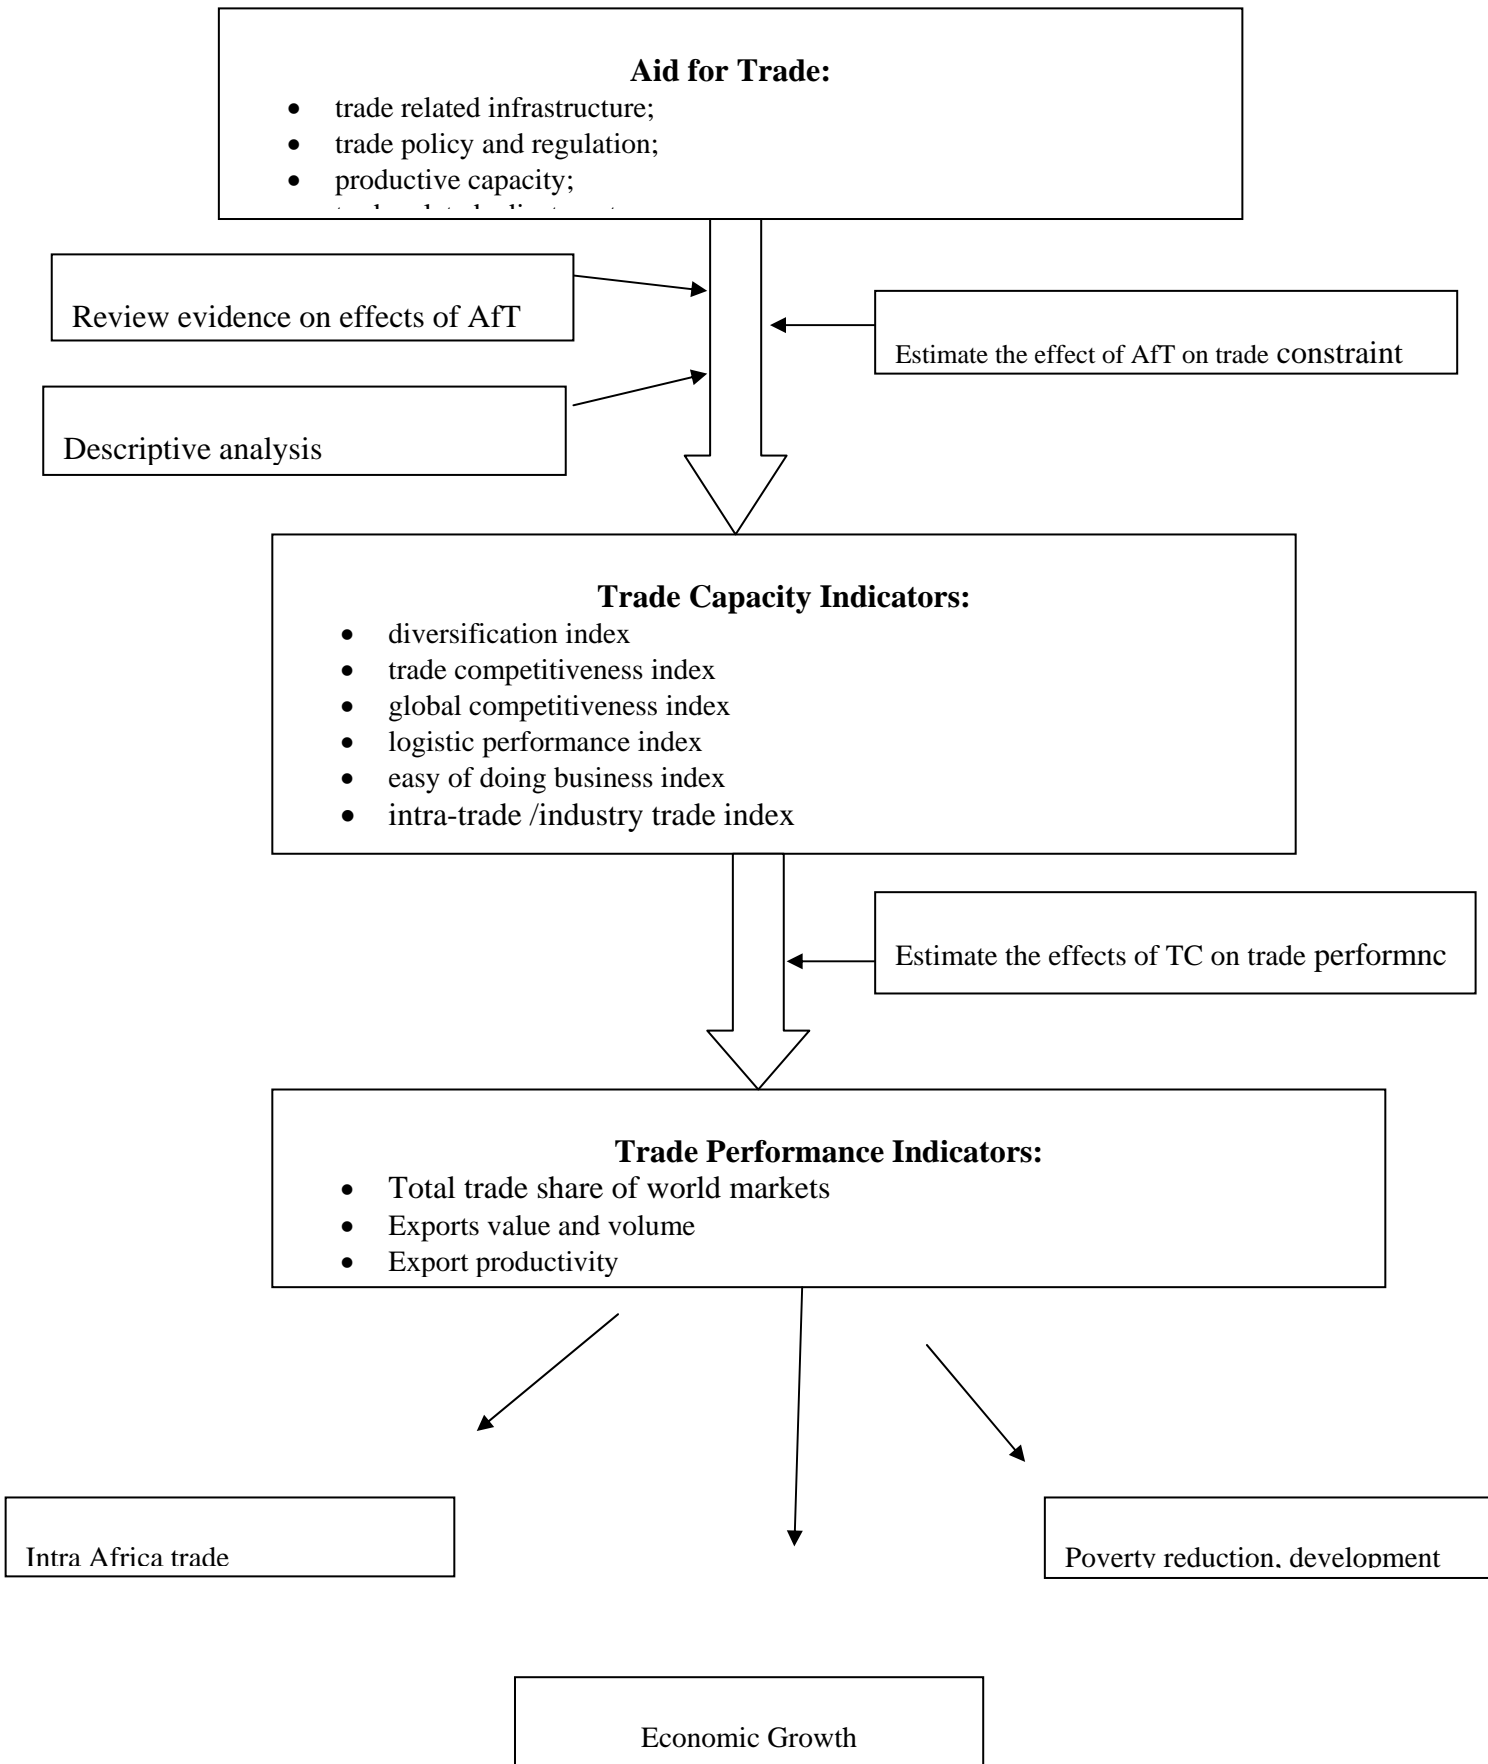 Aid for Trade:
• trade related infrastructure;
• trade policy and regulation;
• productive capacity;
Review evidence on effects of AfT
Estimate the effect of AfT on trade constraint
Descriptive analysis
Trade Capacity Indicators:
• diversification index
• trade competitiveness index
• global competitiveness index
• logistic performance index
• easy of doing business index
• intra-trade /industry trade index
Estimate the effects of TC on trade performnc
Trade Performance Indicators:
• Total trade share of world markets
• Exports value and volume
• Export productivity
Intra Africa trade
Poverty reduction, development
Economic Growth